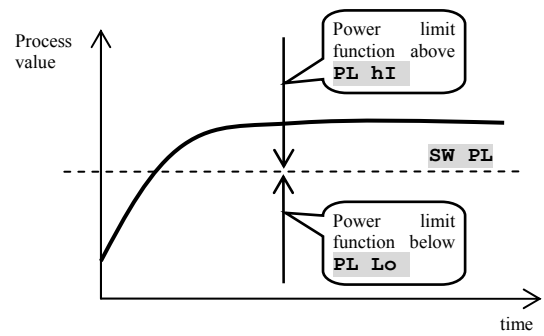 Process
value
Power limit
function above
PL hI
SW PL
Power limit
function below
PL Lo
time